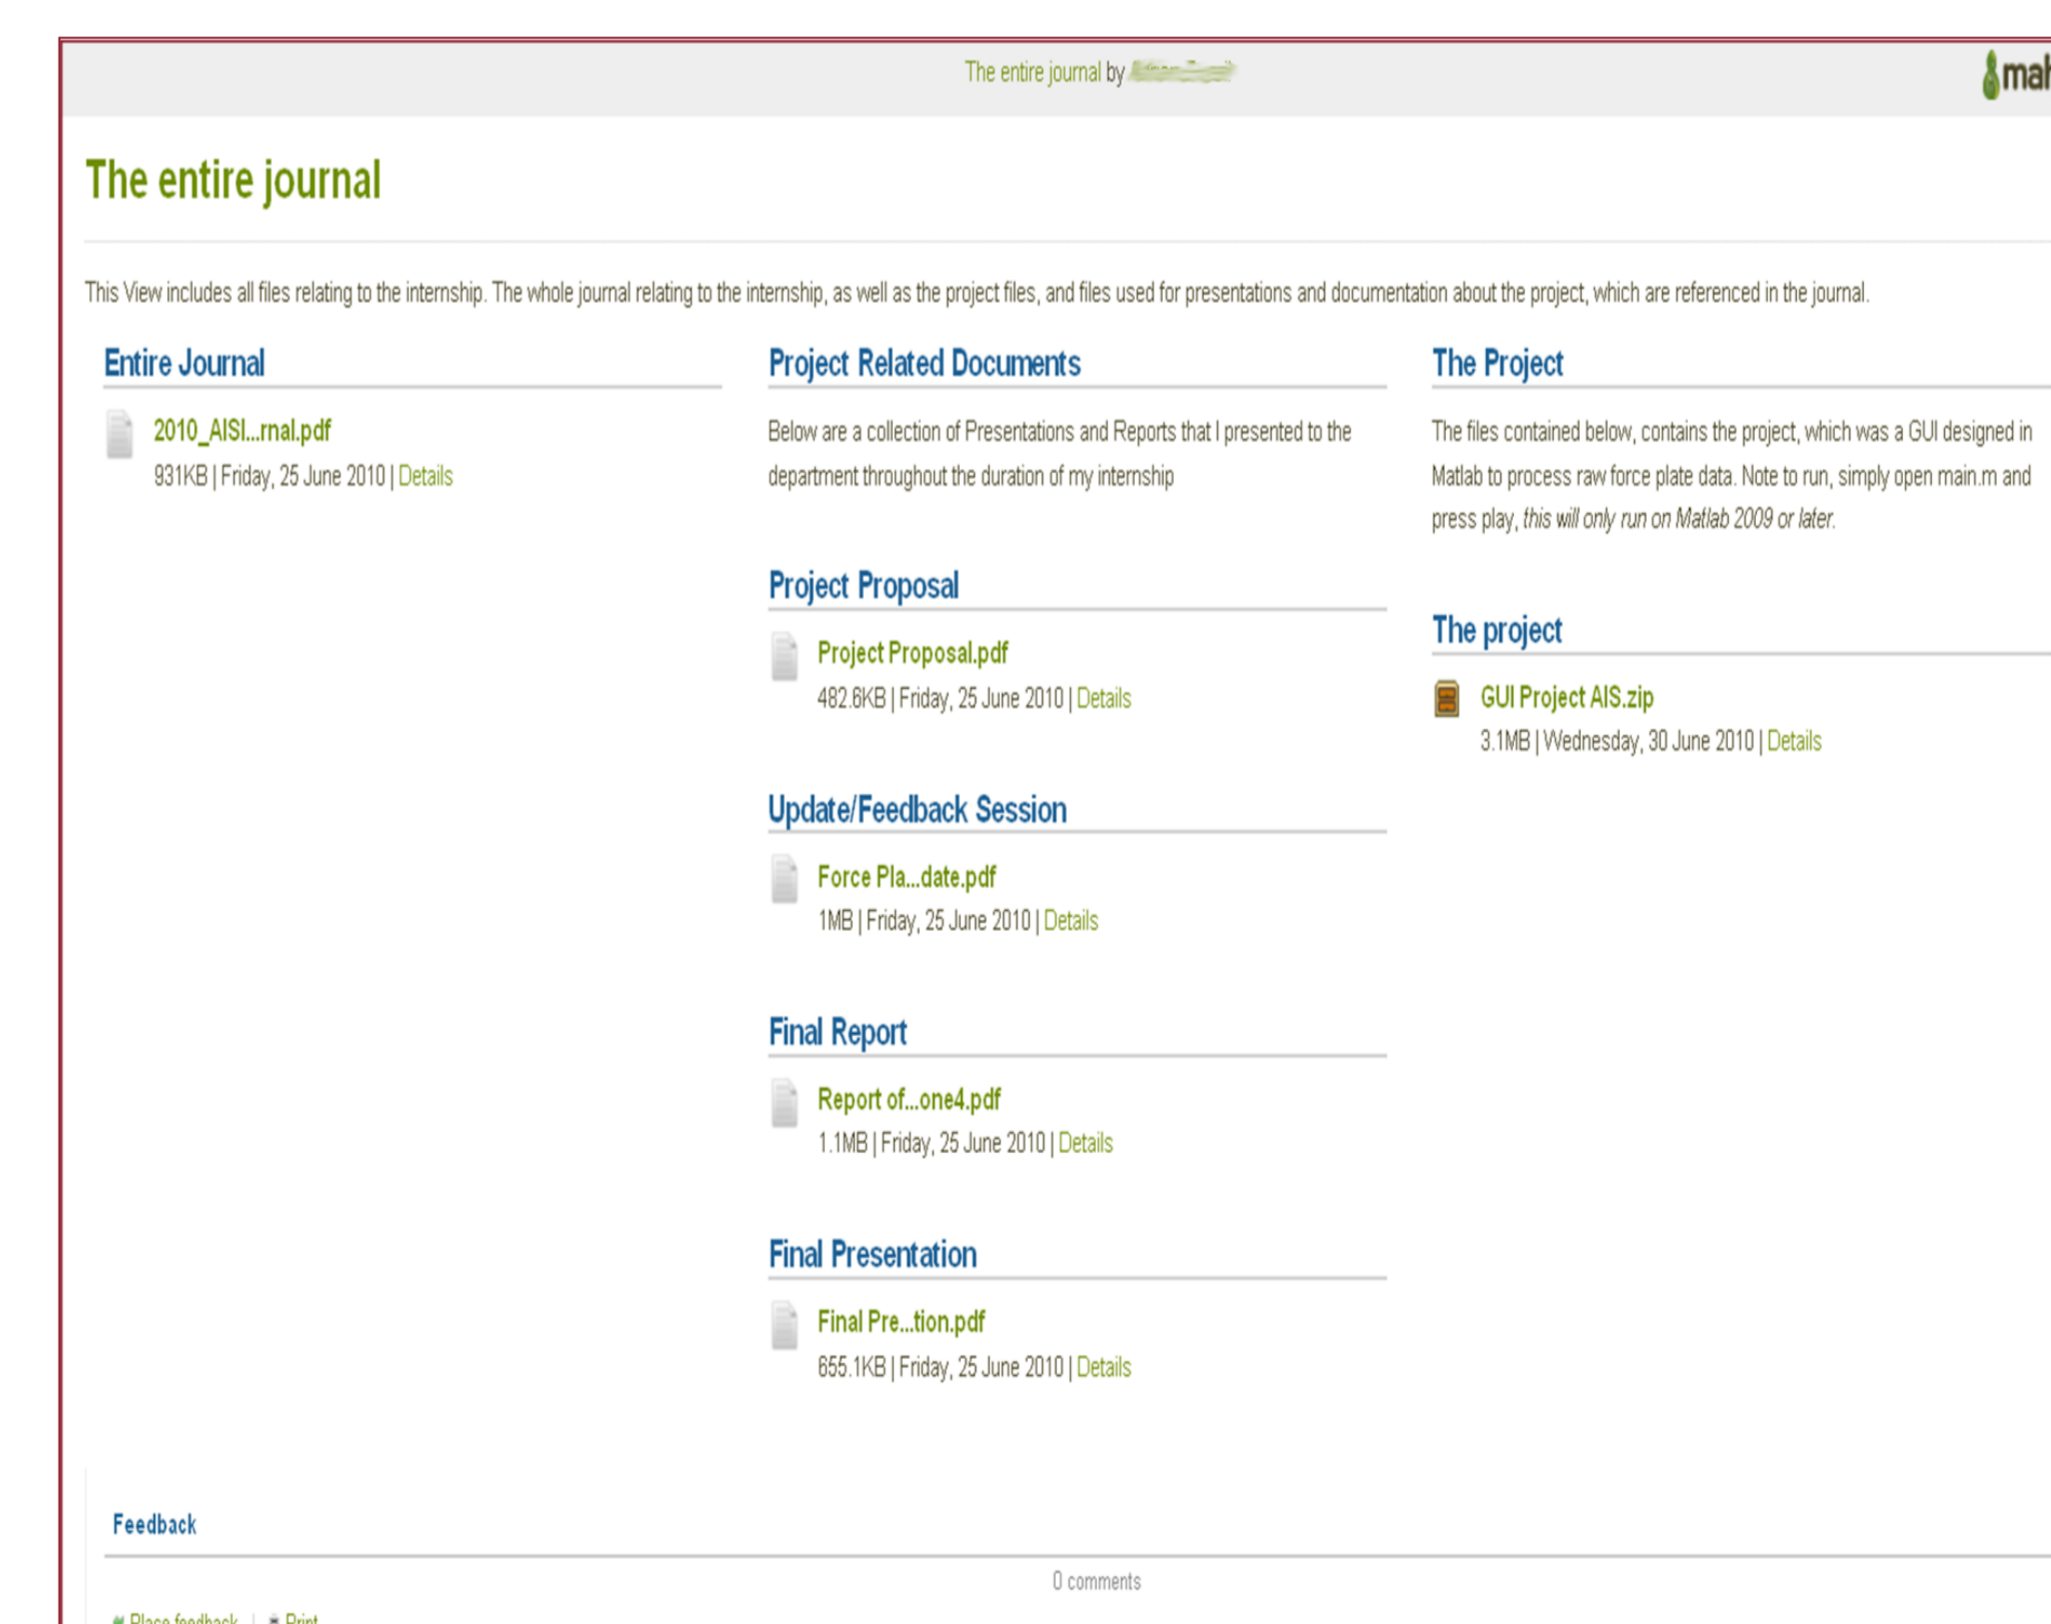 The entire journal by
mah
The entire journal
This View includes all files relating to the internship. The whole journal relating to the internship, as well as the project files, and files used for presentations and documentation about the project, which are referenced in the journal.
Entire Journal
2010_AISI...rnal.pdf
931KB | Friday, 25 June 2010 | Details
Project Related Documents
Below are a collection of Presentations and Reports that I presented to the
department throughout the duration of my internship
Project Proposal
Project Proposal.pdf
482.6KB | Friday, 25 June 2010 | Details
Update/Feedback Session
Force Pla...date.pdf
1MB | Friday, 25 June 2010 | Details
Final Report
Report of...one4.pdf
1.1MB | Friday, 25 June 2010 | Details
Final Presentation
Final Pre...tion.pdf
655.1KB | Friday, 25 June 2010 | Details
The Project
The files contained below, contains the project, which was a GUI designed in
Matlab to process raw force plate data. Note to run, simply open main.m and
press play, this will only run on Matlab 2009 or later.
The project
GUI Project AIS.zip
3.1MB | Wednesday, 30 June 2010 | Details
Feedback
0 comments
Place feedback | Print